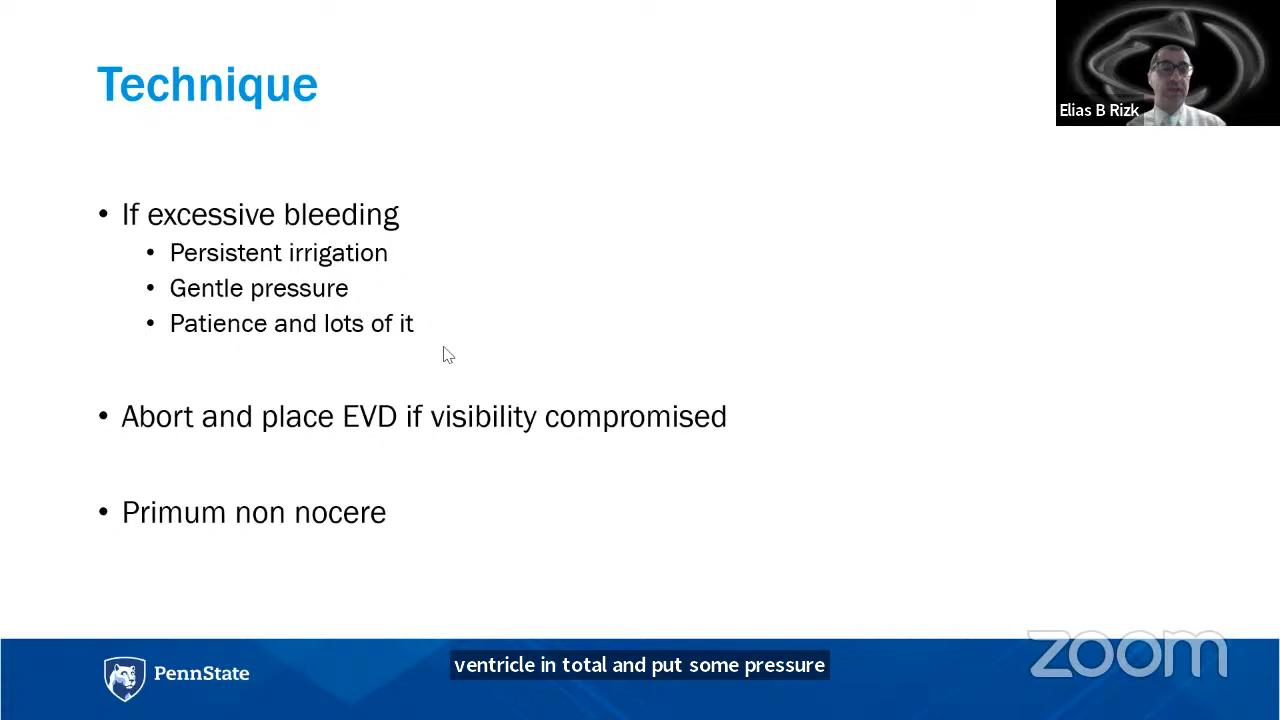 Technique
Elias B Rizk
• If excessive bleeding
• Persistent irrigation
• Gentle pressure
• Patience and lots of it
• Abort and place EVD if visibility compromised
• Primum non nocere
zoom
PennState
ventricle in total and put some pressure